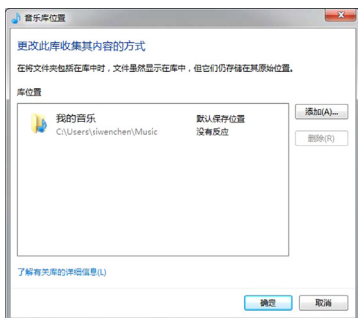 音乐库位置
更改此库收集其内容的方式
在将文件夹包括在库中时，文件虽然显示在库中，但它们仍存储在其原始位置。
库位置
我的音乐 默认保存位置
C:\Users\siwenchen\Music 没有反应
添加(A)...
删除(R)
了解有关库的详细信息(L)
确定 取消